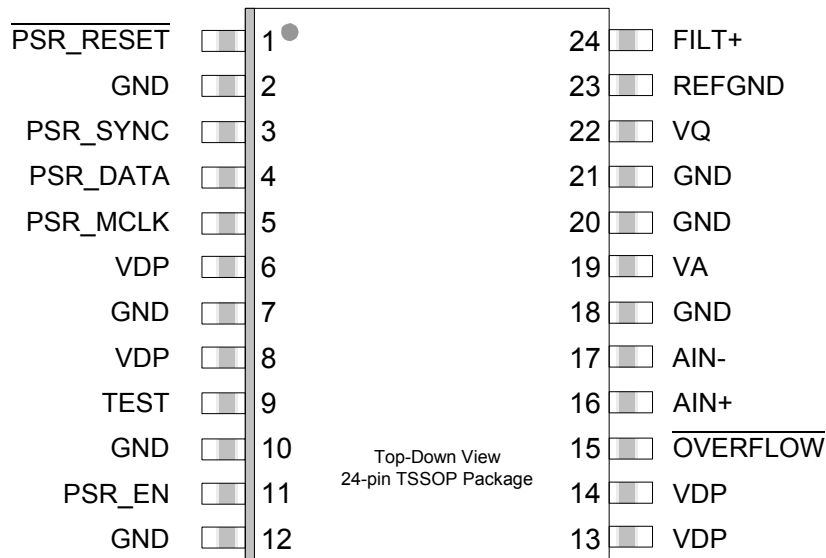 PSR_RESET 1 24 FILT+
GND 2 23 REFGND
PSR_SYNC 3 22 VQ
PSR_DATA 4 21 GND
PSR_MCLK 5 20 GND
VDP 6 19 VA
GND 7 18 GND
VDP 8 17 AIN-
TEST 9 16 AIN+
GND 10 15 OVERFLOW
Top-Down View
24-pin TSSOP Package
PSR_EN 11 14 VDP
GND 12 13 VDP